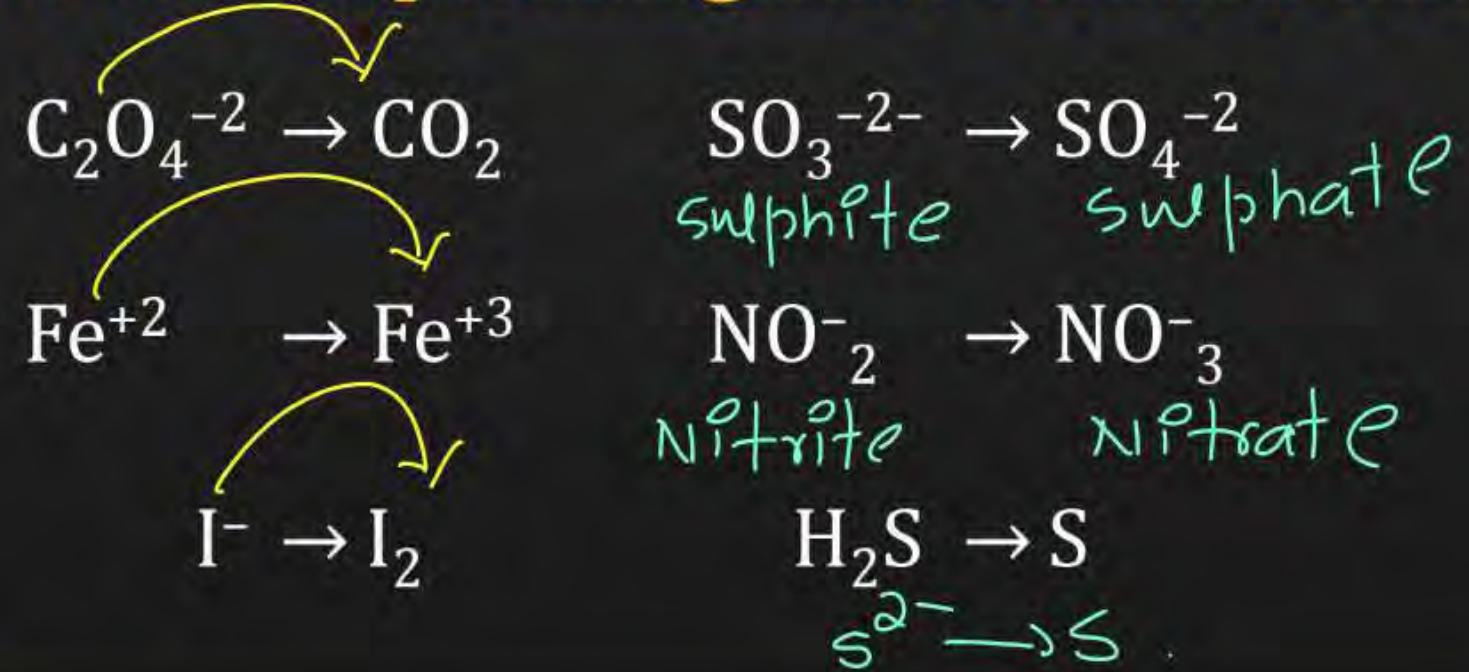 C₂O₄⁻² → CO₂
Fe⁺² → Fe⁺³
I⁻ → I₂
SO₃⁻²⁻ → SO₄⁻²
sulphite sulphate
NO⁻₂ → NO⁻₃
Nitrite Nitrate
H₂S → S
S²⁻ → S.